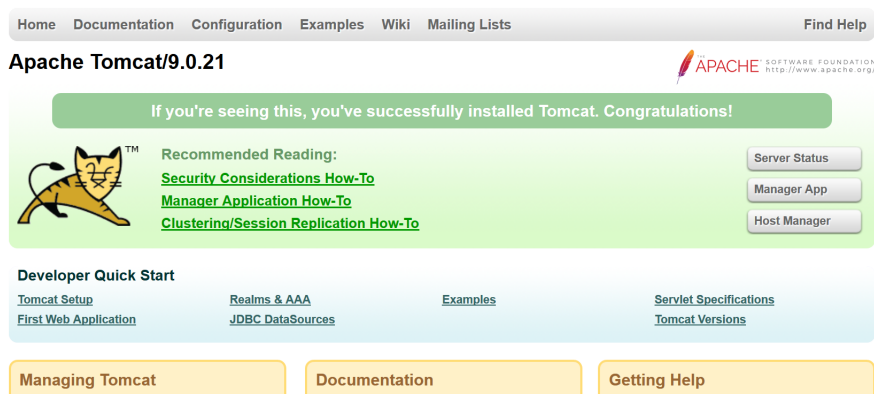 Home Documentation Configuration Examples Wiki Mailing Lists Find Help
Apache Tomcat/9.0.21
THE
APACHE® SOFTWARE FOUNDATION
http://www.apache.org/
If you're seeing this, you've successfully installed Tomcat. Congratulations!
TM
Recommended Reading:
Security Considerations How-To
Manager Application How-To
Clustering/Session Replication How-To
Server Status
Manager App
Host Manager
Developer Quick Start
Tomcat Setup Realms & AAA Examples Servlet Specifications
First Web Application JDBC DataSources Tomcat Versions
Managing Tomcat Documentation Getting Help